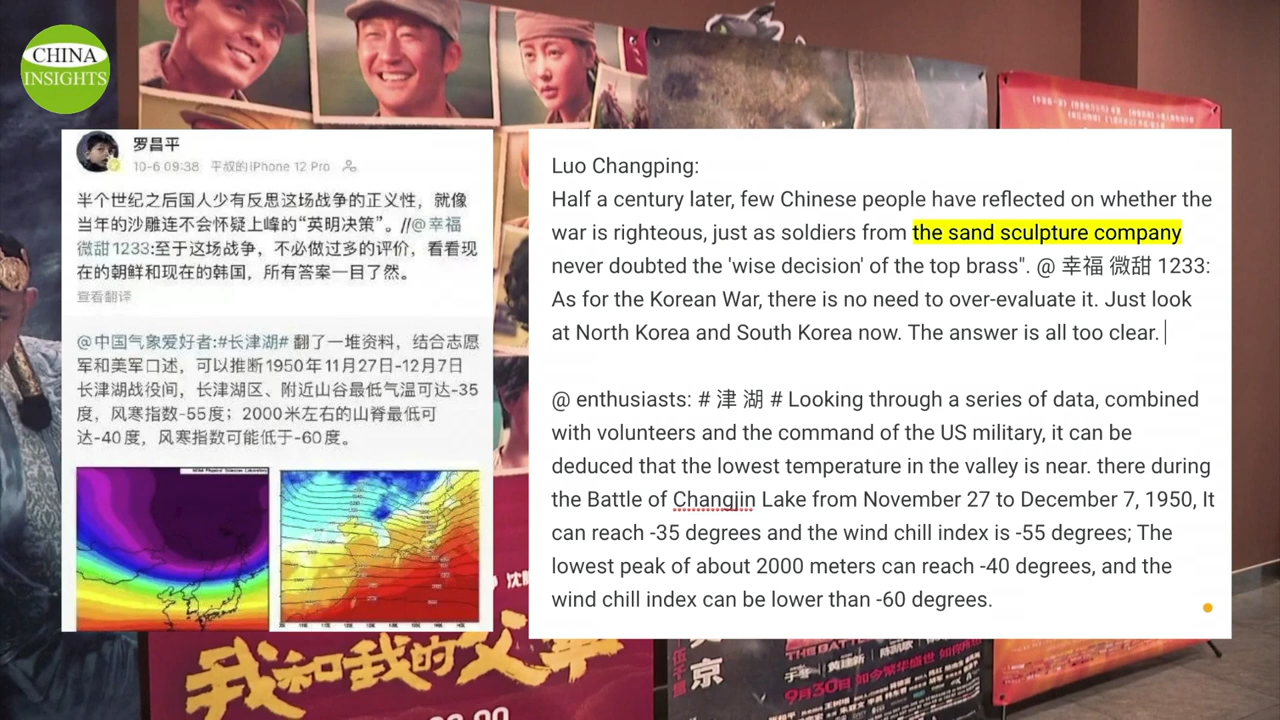 CHINA
INSIGHTS
罗昌平
10-6 09:38 平叔的iPhone 12 Pro
半个世纪之后国人少有反思这场战争的正义性，就像
当年的沙雕连不会怀疑上峰的“英明决策”。//@幸福
微甜1233:至于这场战争，不必做过多的评价，看看现
在的朝鲜和现在的韩国，所有答案一目了然。
查看翻译
@中国气象爱好者:#长津湖# 翻了一堆资料，结合志愿
军和美军口述，可以推断1950年11月27日-12月7日
长津湖战役间，长津湖区、附近山谷最低气温可达-35
度，风寒指数-55度；2000米左右的山脊最低可
达-40度，风寒指数可能低于-60度。
Luo Changping:
Half a century later, few Chinese people have reflected on whether the
war is righteous, just as soldiers from the sand sculpture company
never doubted the 'wise decision' of the top brass". @ 幸福 微甜 1233:
As for the Korean War, there is no need to over-evaluate it. Just look
at North Korea and South Korea now. The answer is all too clear.
@ enthusiasts: # 津 湖 # Looking through a series of data, combined
with volunteers and the command of the US military, it can be
deduced that the lowest temperature in the valley is near. there during
the Battle of Changjin Lake from November 27 to December 7, 1950, It
can reach -35 degrees and the wind chill index is -55 degrees; The
lowest peak of about 2000 meters can reach -40 degrees, and the
wind chill index can be lower than -60 degrees.
我和我的父辈
京
THE BATTLE
黄建新
9月30日